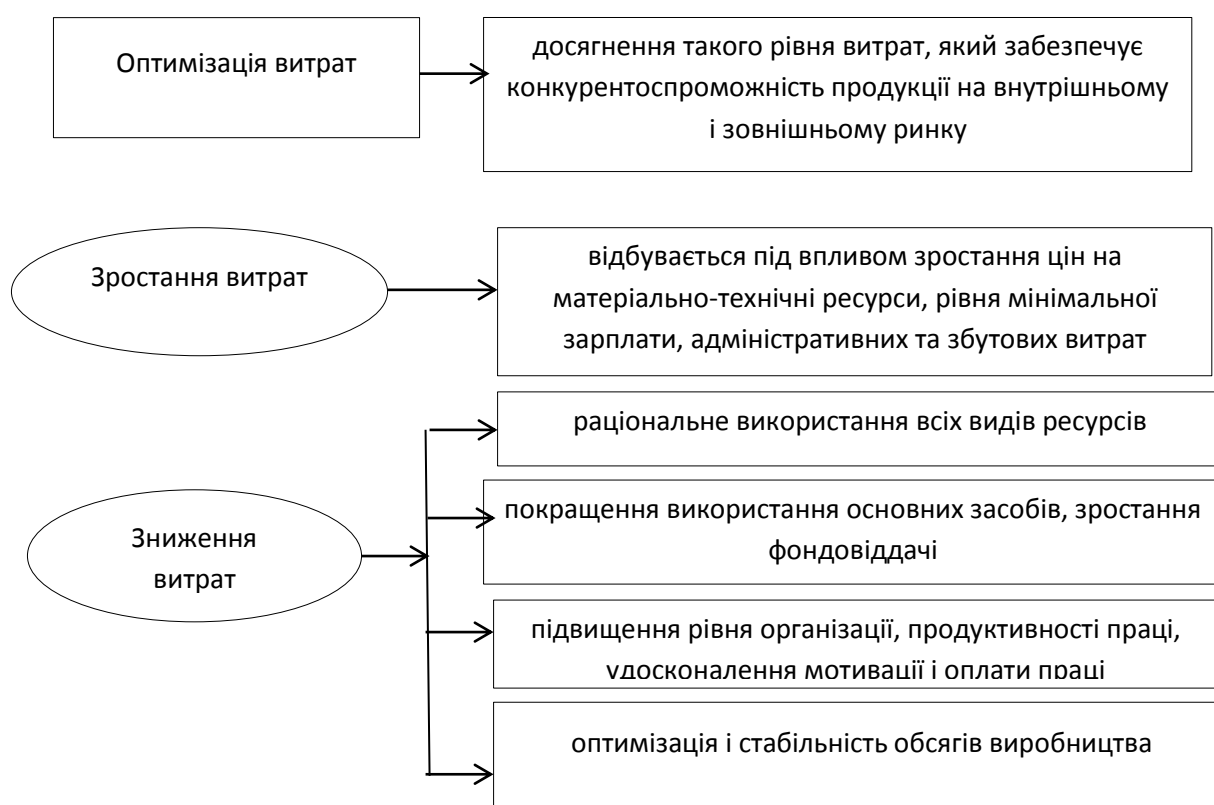 Оптимізація витрат
досягнення такого рівня витрат, який забезпечує
конкурентоспроможність продукції на внутрішньому
і зовнішньому ринку
Зростання витрат
відбувається під впливом зростання цін на
матеріально-технічні ресурси, рівня мінімальної
зарплати, адміністративних та збутових витрат
раціональне використання всіх видів ресурсів
Зниження
витрат
покращення використання основних засобів, зростання
фондовіддачі
підвищення рівня організації, продуктивності праці,
удосконалення мотивації і оплати праці
оптимізація і стабільність обсягів виробництва